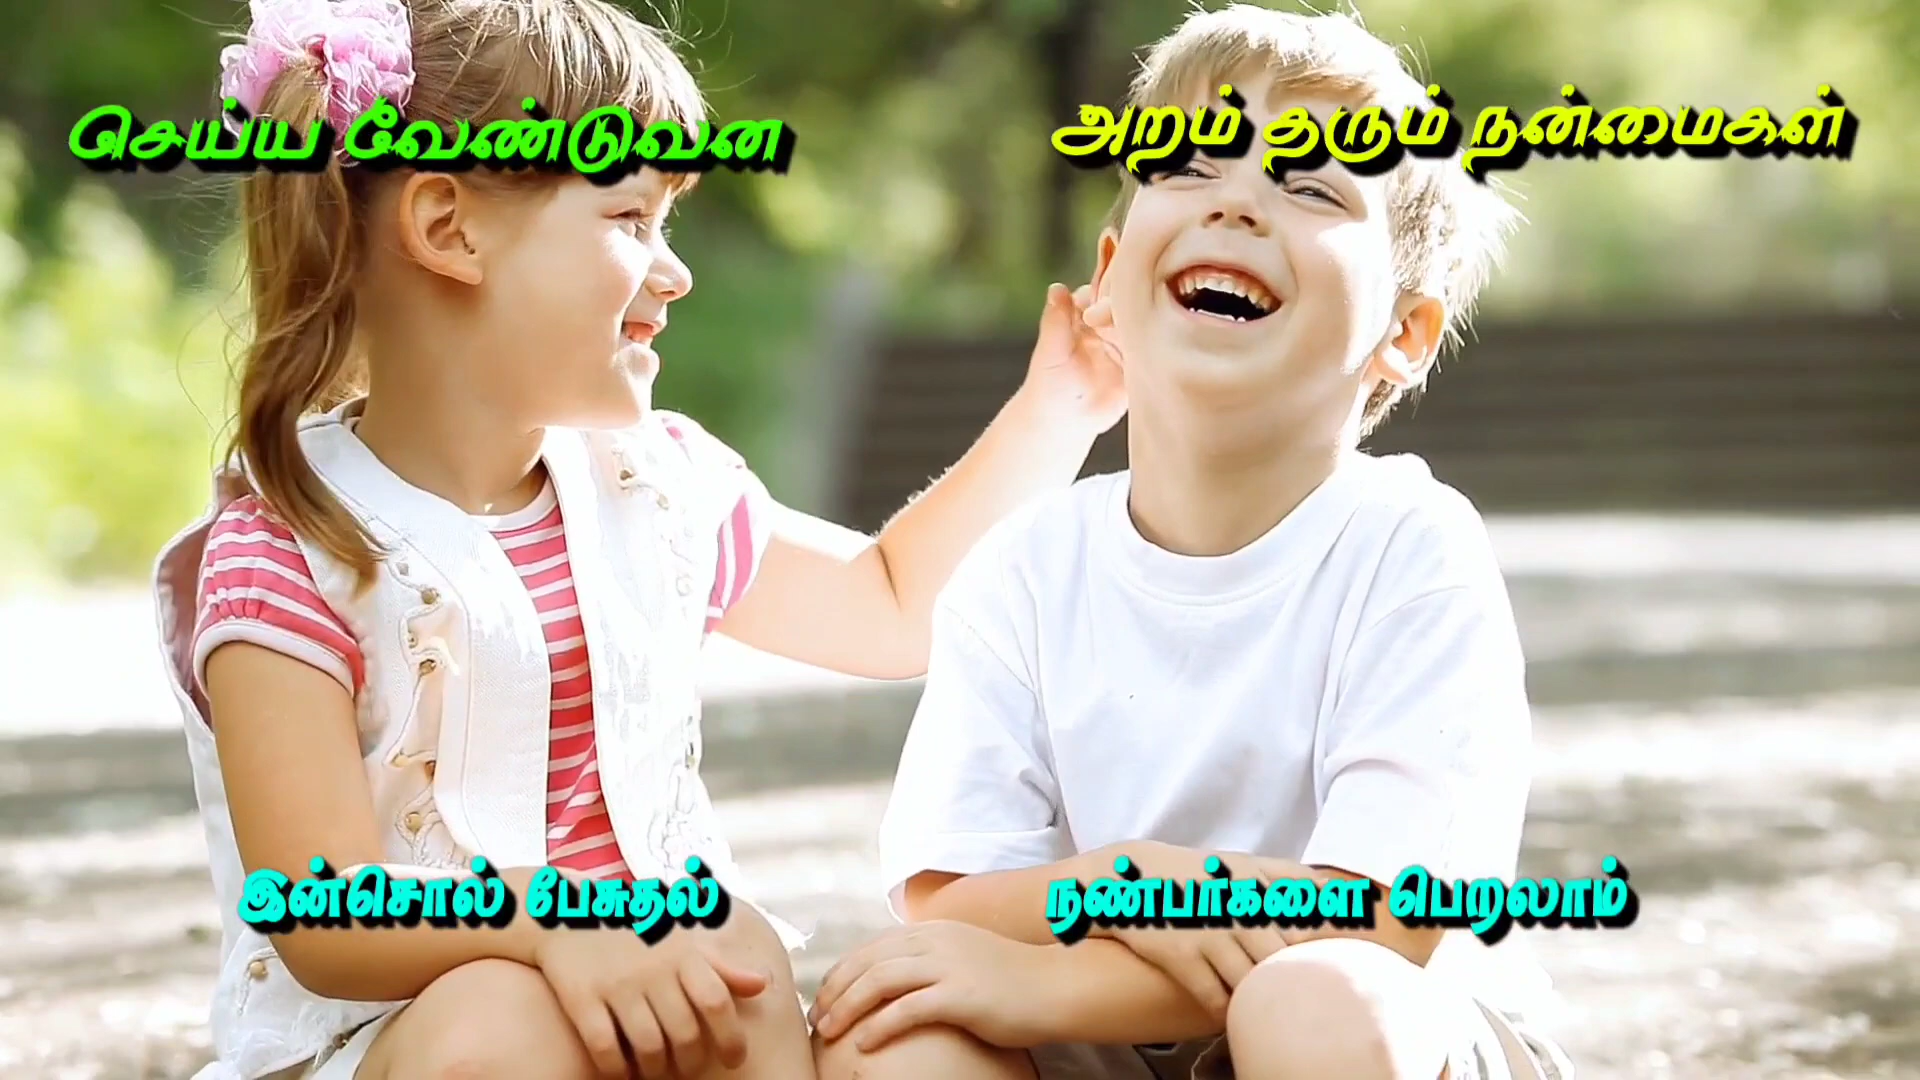 செய்ய வேண்டுவன
அறம் தரும் நன்மைகள்
இன்சொல் பேசுதல்
நண்பர்களை பெறலாம்